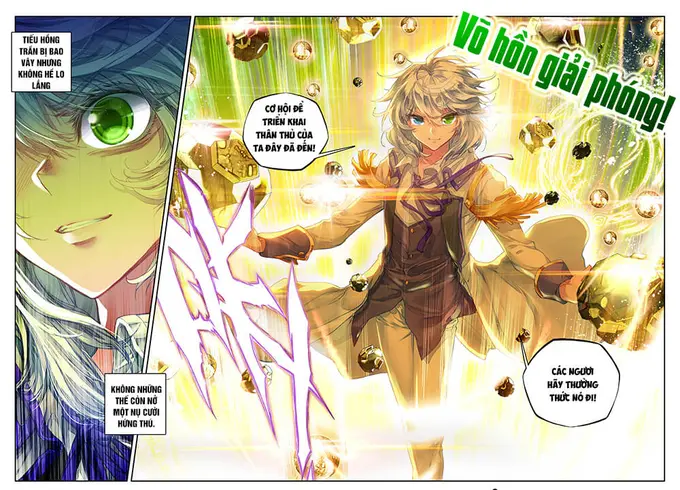 TIẾU HỒNG
TRẦN BỊ BAO
VÂY NHƯNG
KHÔNG HỀ LO
LẮNG
Võ hồn giải phóng!
CƠ HỘI ĐỂ
TRIỂN KHAI
THÂN THỦ CỦA
TA ĐÂY ĐÃ ĐẾN!
KHÔNG NHỮNG
THẾ CÒN NỞ
MỘT NỤ CƯỜI
HỨNG THÚ.
CÁC NGƯƠI
HÃY THƯỞNG
THỨC NÓ ĐI!